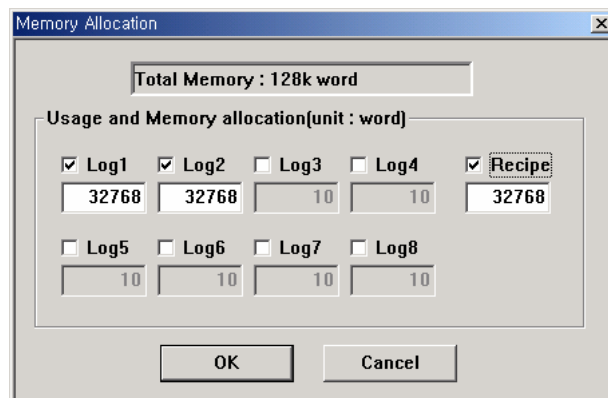 Memory Allocation
Total Memory : 128k word
Usage and Memory allocation(unit : word)
Log1 Log2 Log3 Log4 Recipe
32768 32768 10 10 32768
Log5 Log6 Log7 Log8
10 10 10 10
OK Cancel